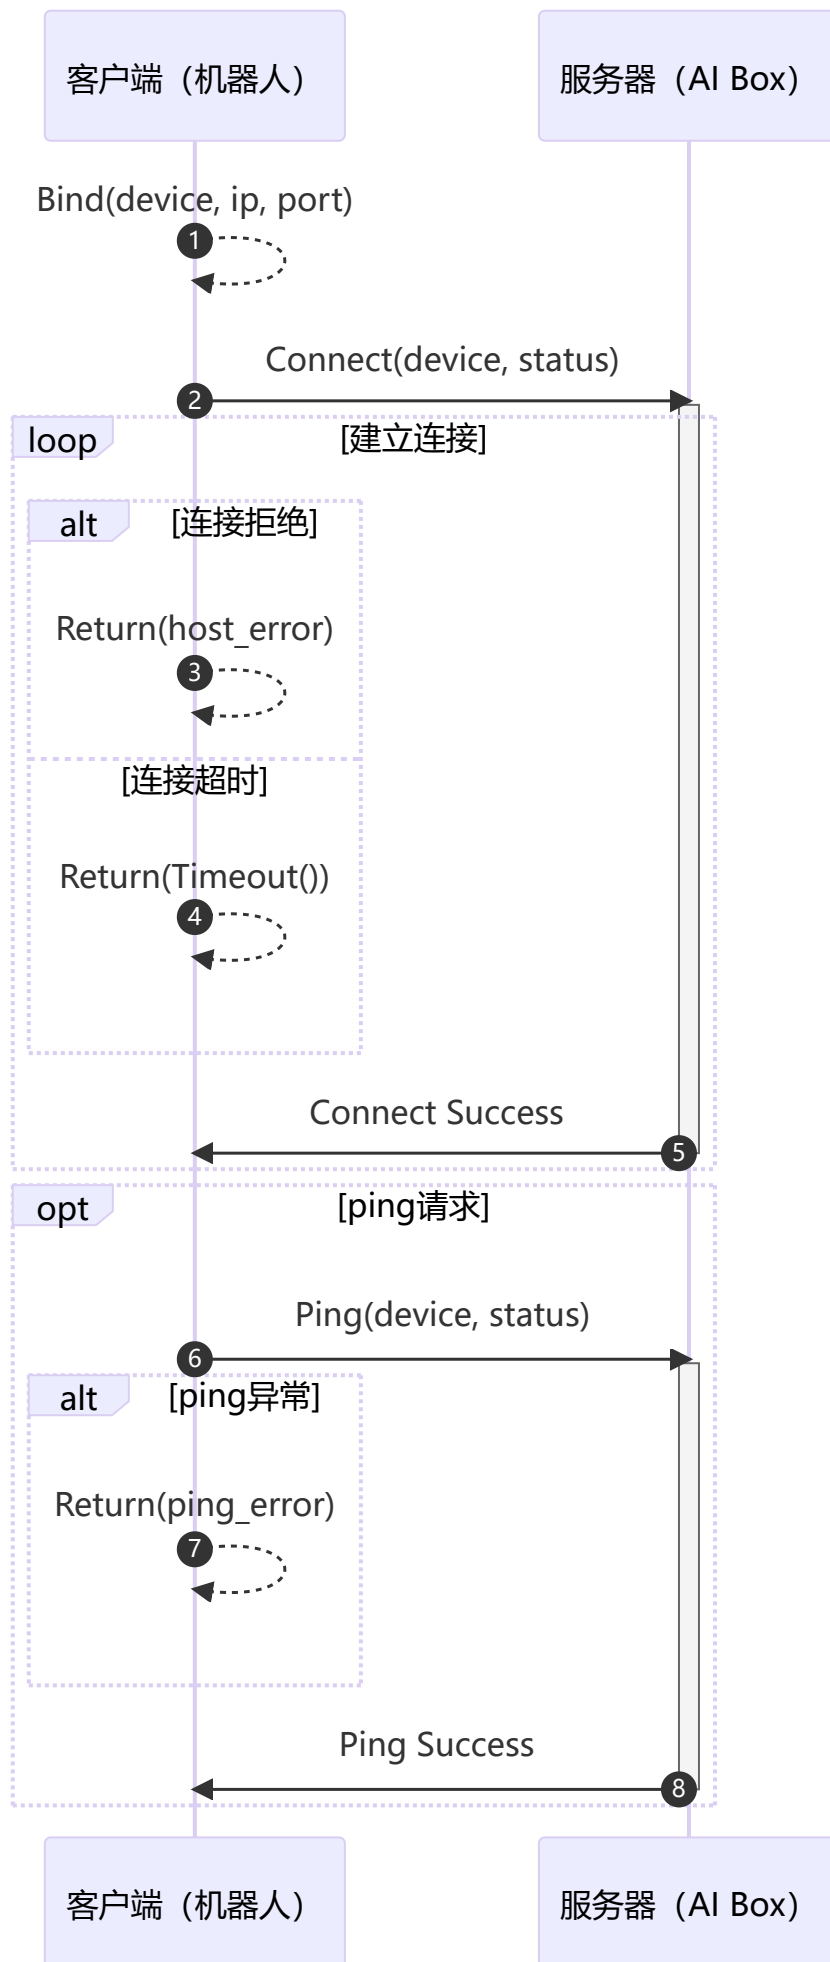 客户端（机器人）
服务器（AI Box）
Bind(device, ip, port)
1
Connect(device, status)
2
loop
[建立连接]
alt
[连接拒绝]
Return(host_error)
3
[连接超时]
Return(Timeout())
4
Connect Success
5
opt
[ping请求]
Ping(device, status)
6
alt
[ping异常]
Return(ping_error)
7
Ping Success
8
客户端（机器人）
服务器（AI Box）